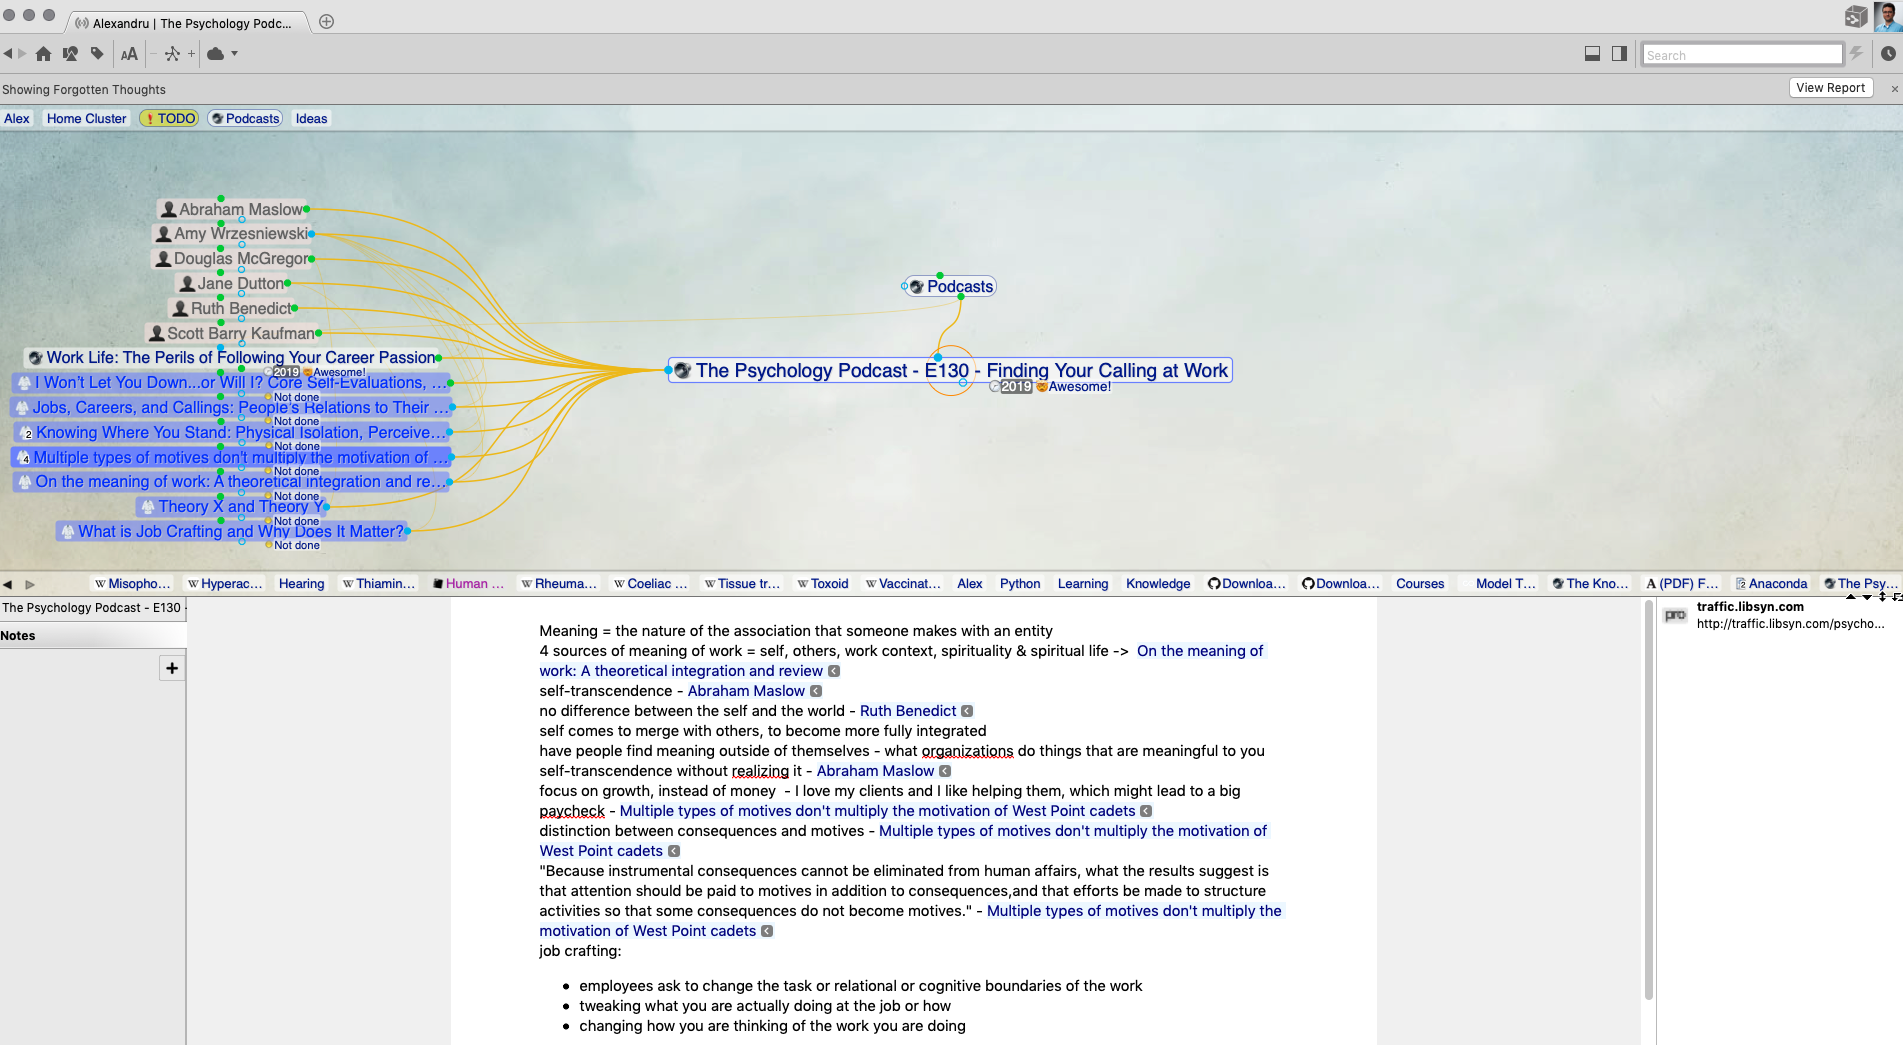 Alexandru | The Psychology Podc...
Search
Showing Forgotten Thoughts
View Report
Alex
Home Cluster
TODO
Podcasts
Ideas
Abraham Maslow
Amy Wrzesniewski
Douglas McGregor
Jane Dutton
Ruth Benedict
Scott Barry Kaufman
Work Life: The Perils of Following Your Career Passion
2019 Awesome!
I Won't Let You Down...or Will I? Core Self-Evaluations, ...
Not done
Jobs, Careers, and Callings: People's Relations to Their ...
Not done
2 Knowing Where You Stand: Physical Isolation, Perceive...
Not done
4 Multiple types of motives don't multiply the motivation of ...
Not done
On the meaning of work: A theoretical integration and re...
Not done
Theory X and Theory Y
Not done
What is Job Crafting and Why Does It Matter?
Not done
Podcasts
The Psychology Podcast - E130 - Finding Your Calling at Work
2019 Awesome!
Misopho...
Hyperac...
Hearing
Thiamin...
Human ...
Rheuma...
Coeliac ...
Tissue tr...
Toxoid
Vaccinat...
Alex
Python
Learning
Knowledge
Downloa...
Downloa...
Courses
Model T...
The Kno...
(PDF) F...
Anaconda
The Psy...
The Psychology Podcast - E130 -
Notes
Meaning = the nature of the association that someone makes with an entity
4 sources of meaning of work = self, others, work context, spirituality & spiritual life -> On the meaning of
work: A theoretical integration and review
self-transcendence - Abraham Maslow
no difference between the self and the world - Ruth Benedict
self comes to merge with others, to become more fully integrated
have people find meaning outside of themselves - what organizations do things that are meaningful to you
self-transcendence without realizing it - Abraham Maslow
focus on growth, instead of money - I love my clients and I like helping them, which might lead to a big
paycheck - Multiple types of motives don't multiply the motivation of West Point cadets
distinction between consequences and motives - Multiple types of motives don't multiply the motivation of
West Point cadets
"Because instrumental consequences cannot be eliminated from human affairs, what the results suggest is
that attention should be paid to motives in addition to consequences,and that efforts be made to structure
activities so that some consequences do not become motives." - Multiple types of motives don't multiply the
motivation of West Point cadets
job crafting:
• employees ask to change the task or relational or cognitive boundaries of the work
• tweaking what you are actually doing at the job or how
• changing how you are thinking of the work you are doing
pro
traffic.libsyn.com
http://traffic.libsyn.com/psycho...